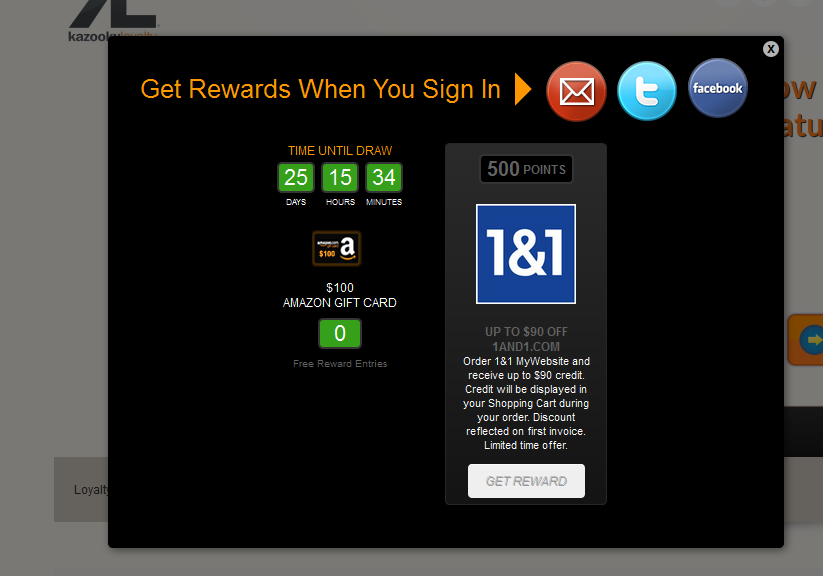 kazookyloyalty
Get Rewards When You Sign In
facebook
X
TIME UNTIL DRAW
25 15 34
DAYS HOURS MINUTES
amazon.com
$100
a
$100
AMAZON GIFT CARD
0
Free Reward Entries
500 POINTS
1&1
UP TO $90 OFF
1AND1.COM
Order 1&1 MyWebsite and
receive up to $90 credit.
Credit will be displayed in
your Shopping Cart during
your order. Discount
reflected on first invoice.
Limited time offer.
GET REWARD
ow
atu
Loyalty